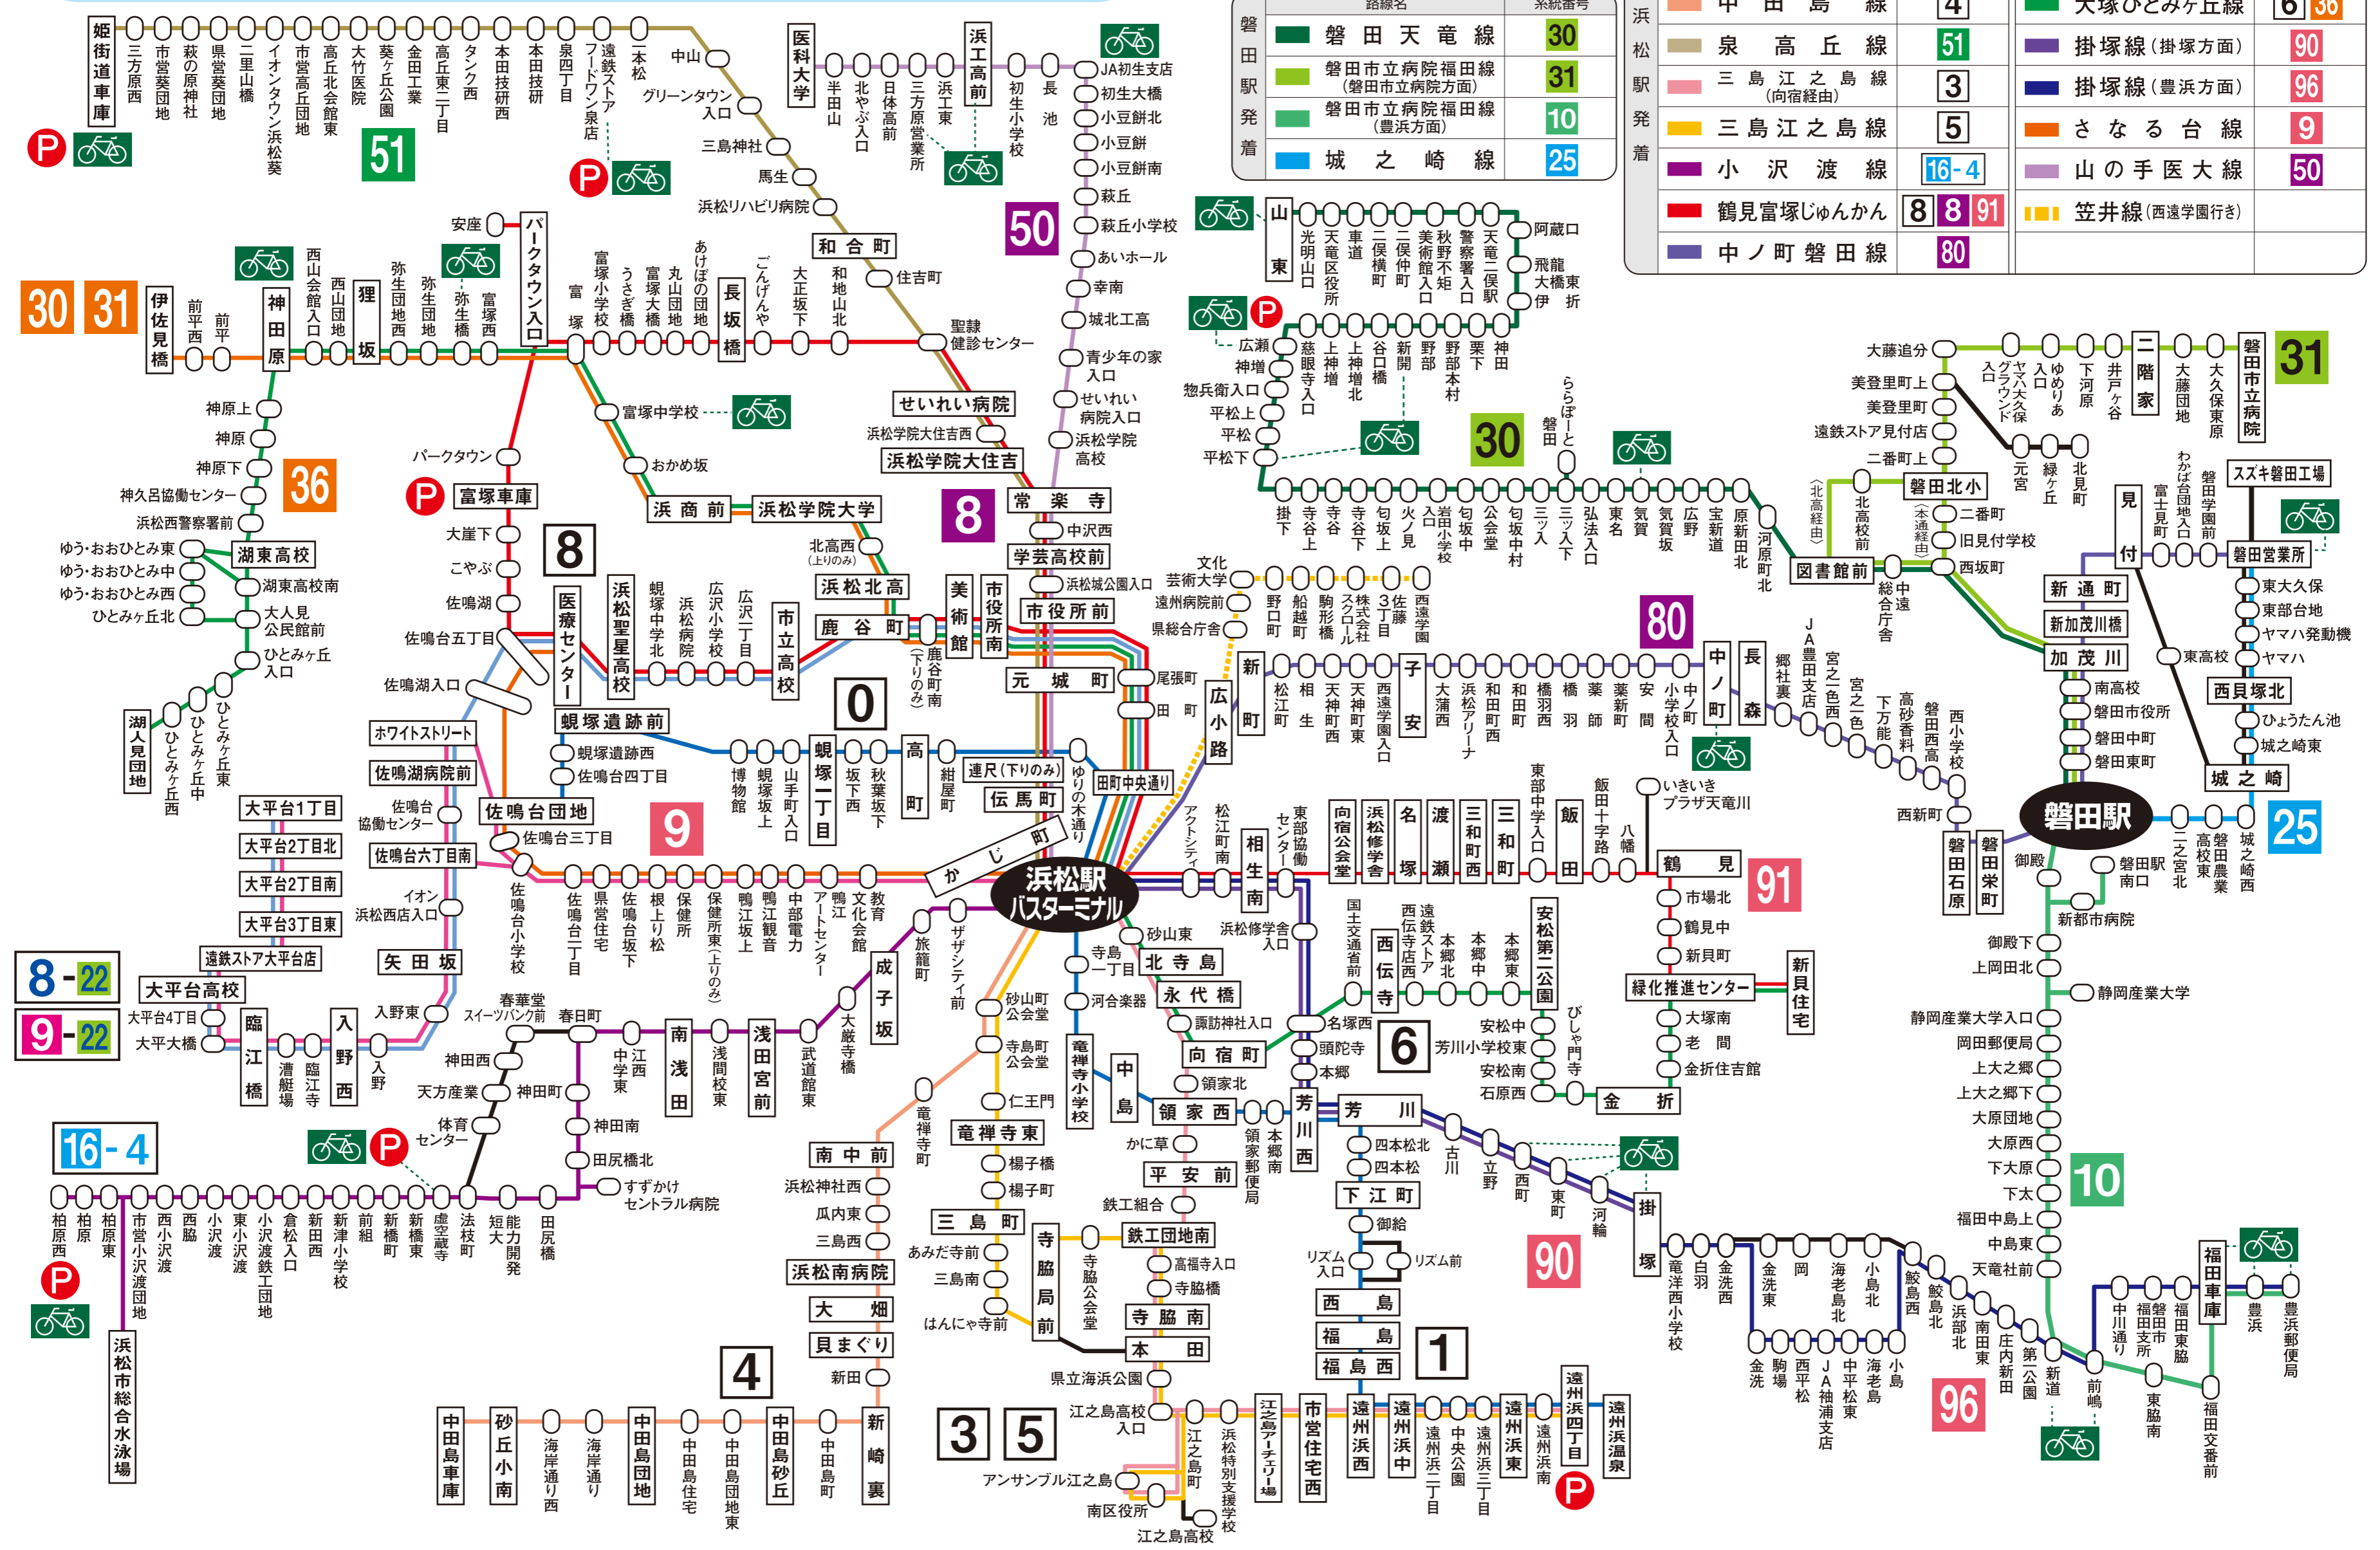 姫街道車庫
三方原西
市営葵団地
萩の原神社
県営葵団地
二里山橋
イオンタウン浜松葵
市営高丘団地
高丘北会館東
大竹医院
葵ヶ丘公園
金田工業
高丘東二丁目
タンク西
本田技研西
本田技研
泉四丁目
遠鉄ストア
フードワン泉店
一本松
中山
グリーンタウン
入口
三島神社
馬生
浜松リハビリ病院
和合町
住吉町
聖隷
健診センター
P
P
51
医科大学
半田山
北やぶ入口
日体高前
三方原営業所
浜工東
浜工高前
初生小学校
長池
JA初生支店
初生大橋
小豆餅北
小豆餅
小豆餅南
萩丘
萩丘小学校
あいホール
幸南
城北工高
青少年の家
入口
せいれい
病院入口
浜松学院
高校
50
磐田駅発着
路線名
系統番号
磐田天竜線
30
磐田市立病院福田線
(磐田市立病院方面)
31
磐田市立病院福田線
(豊浜方面)
10
城之崎線
25
浜松駅発着
中田島線
4
泉高丘線
51
三島江之島線
(向宿経由)
3
三島江之島線
5
小沢渡線
16-4
鶴見富塚じゅんかん
8 8 91
中ノ町磐田線
80
大塚ひとみヶ丘線
6 36
掛塚線(掛塚方面)
90
掛塚線(豊浜方面)
96
さなる台線
9
山の手医大線
50
笠井線(西遠学園行き)
30 31
伊佐見橋
前平西
前平
神田原
西山会館入口
西山団地
狸坂
弥生団地西
弥生団地
弥生橋
富塚西
安座
パークタウン入口
富塚
富塚小学校
うさぎ橋
富塚大橋
丸山団地
あけぼの団地
長坂橋
ごんげんや
大正坂下
和地山北
せいれい病院
浜松学院大住吉西
浜松学院大住吉
常楽寺
中沢西
学芸高校前
浜松城公園入口
市役所前
元城町
8
神原上
神原
神原下
神久呂協働センター
浜松西警察署前
湖東高校
ゆう・おおひとみ東
ゆう・おおひとみ中
ゆう・おおひとみ西
ひとみヶ丘北
湖東高校南
大人見
公民館前
ひとみヶ丘
入口
ひとみヶ丘東
ひとみヶ丘中
ひとみヶ丘西
湖人見団地
36
パークタウン
P
富塚車庫
大崖下
こやぶ
佐鳴湖
佐鳴台五丁目
佐鳴湖入口
8
富塚中学校
おかめ坂
浜商前
浜松学院大学
北高西
(上りのみ)
浜松北高
鹿谷町
鹿谷町南
(下りのみ)
美術館
市役所南
医療センター
浜松聖星高校
蜆塚中学北
浜松病院
広沢小学校
広沢二丁目
市立高校
尾張町
田町
0
蜆塚遺跡前
蜆塚遺跡西
佐鳴台四丁目
佐鳴台団地
佐鳴台三丁目
博物館
蜆塚坂上
山手町入口
蜆塚一丁目
坂下西
秋葉坂下
高町
紺屋町
連尺(下りのみ)
伝馬町
ゆりの木通り
田町中央通り
かじ町
浜松駅
バスターミナル
ホワイトストリート
佐鳴湖病院前
佐鳴台
協働センター
佐鳴台六丁目南
イオン
浜松西店入口
矢田坂
入野東
大平台1丁目
大平台2丁目北
大平台2丁目南
大平台3丁目東
遠鉄ストア大平台店
大平台高校
大平台4丁目
大平大橋
臨江橋
漕艇場
臨江寺
入野西
入野
8-22
9-22
9
佐鳴台小学校
佐鳴台二丁目
県営住宅
佐鳴台坂下
根上り松
保健所
保健所東(上りのみ)
鴨江坂上
鴨江観音
中部電力
鴨江
アートセンター
教育
文化会館
旅籠町
ザザシティ前
成子坂
大厳寺橋
武道館東
浅田宮前
浅間校東
南浅田
江西
中学東
春日町
春華堂
スイーツバンク前
神田西
天方産業
体育
センター
神田町
神田南
田尻橋北
すずかけ
セントラル病院
16-4
P
P
柏原西
柏原
柏原東
市営小沢渡団地
西小沢渡
西脇
小沢渡
東小沢渡
小沢渡鉄工団地
倉松入口
新田西
新津小学校
前組
新橋町
新橋東
虚空蔵寺
法枝町
能力開発
短大
田尻橋
浜松市総合水泳場
山東
光明山口
天竜区役所
車道
二俣横町
二俣仲町
美術館入口
秋野不矩
警察署入口
天竜二俣駅
阿蔵口
飛龍
大橋東
伊折
神田
栗下
野部本村
野部
新開
谷口橋
上神増北
上神増
慈眼寺入口
P
広瀬
神増
惣兵衛入口
平松上
平松
平松下
掛下
寺谷上
寺谷
寺谷下
匂坂上
火ノ見
岩田小学校
入口
匂坂中
公会堂
匂坂中村
三ッ入
三ッ入下
ららぽーと
磐田
弘法入口
東名
気賀
気賀坂
広野
宝新道
原新田北
河原町北
図書館前
30
大藤追分
ヤマハ大久保
グラウンド
入口
ゆめりあ
入口
下河原
井戸ヶ谷
二階家
大藤団地
大久保東原
磐田市立病院
31
美登里町上
美登里町
遠鉄ストア見付店
二番町上
元宮
緑ヶ丘
北見町
磐田北小
〈北高経由〉
北高校前
〈本通経由〉
二番町
旧見付学校
西坂町
中遠
総合庁舎
見付
富士見町
わかば台団地入口
磐田学園前
スズキ磐田工場
磐田営業所
東大久保
東部台地
ヤマハ発動機
ヤマハ
西貝塚北
ひょうたん池
城之崎東
城之崎
東高校
新通町
新加茂川橋
加茂川
南高校
磐田市役所
磐田中町
磐田東町
磐田駅
二之宮北
磐田農業
高校東
城之崎西
25
文化
芸術大学
遠州病院前
県総合庁舎
野口町
船越町
駒形橋
株式会社
スクロール
佐藤
3丁目
西遠学園
80
広小路
新町
松江町
相生
天神町西
天神町東
西遠学園入口
子安
大蒲西
浜松アリーナ
和田町西
和田町
橋羽西
橋羽
薬師
薬新町
安間
中ノ町
小学校入口
中ノ町
長森
郷社裏
JA豊田支店
宮之一色西
宮之一色
下万能
高砂香料
磐田西高
西小学校
西新町
磐田石原
磐田栄町
アクトシティ
松江町南
相生南
東部協働
センター
向宿公会堂
浜松修学舎
名塚
渡瀬
三和町西
三和町
東部中学入口
飯田
飯田十字路
八幡
いきいき
プラザ天竜川
鶴見
91
市場北
鶴見中
新貝町
緑化推進センター
新貝住宅
大塚南
老間
金折住吉館
金折
浜松修学舎
入口
国土交通省前
西伝寺
遠鉄ストア
西伝寺店西
本郷北
本郷中
本郷東
安松第二公園
安松中
芳川小学校東
安松南
石原西
びしゃ門寺
6
名塚西
頭陀寺
本郷
芳川西
砂山東
北寺島
永代橋
諏訪神社入口
向宿町
領家北
領家西
領家郵便局
本郷南
かに草
平安前
鉄工組合
鉄工団地南
高福寺入口
寺脇橋
寺脇南
本田
県立海浜公園
江之島高校
入口
寺島
一丁目
河合楽器
竜禅寺小学校
中島
砂山町
公会堂
寺島町
公会堂
仁王門
竜禅寺東
楊子橋
楊子町
三島町
あみだ寺前
三島南
はんにゃ寺前
寺脇局前
寺脇公会堂
竜禅寺町
南中前
浜松神社西
瓜内東
三島西
浜松南病院
大畑
貝まぐり
新田
新崎裏
中田島町
中田島砂丘
中田島団地東
中田島住宅
中田島団地
海岸通り
海岸通り西
砂丘小南
中田島車庫
4
3 5
アンサンブル江之島
南区役所
江之島町
江之島高校
浜松特別支援学校
江之島アーチェリー場
市営住宅西
遠州浜西
遠州浜中
遠州浜二丁目
中央公園
遠州浜三丁目
遠州浜東
遠州浜南
遠州浜四丁目
遠州浜温泉
P
芳川
四本松北
四本松
下江町
御給
リズム
入口
リズム前
西島
福島
福島西
1
古川
立野
西町
東町
河輪
掛塚
90
竜洋西小学校
白羽
金洗西
金洗東
岡
海老島北
小島北
鮫島西
鮫島北
浜部北
南田東
庄内新田
第一公園
新道
前嶋
金洗
駒場
西平松
JA袖浦支店
中平松東
海老島
小島
96
中川通り
磐田市
福田支所
福田東脇
福田車庫
豊浜
豊浜郵便局
東脇南
福田交番前
御殿
磐田駅
南口
新都市病院
御殿下
上岡田北
静岡産業大学
静岡産業大学入口
岡田郵便局
上大之郷
上大之郷下
大原団地
大原西
下大原
下太
福田中島上
中島東
天竜社前
10